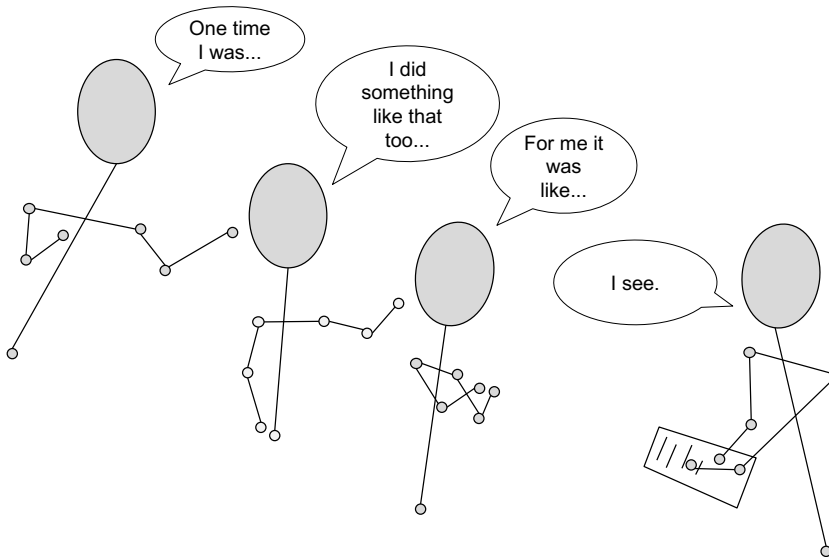 One time
I was...
I did
something
like that
too...
For me it
was
like...
I see.